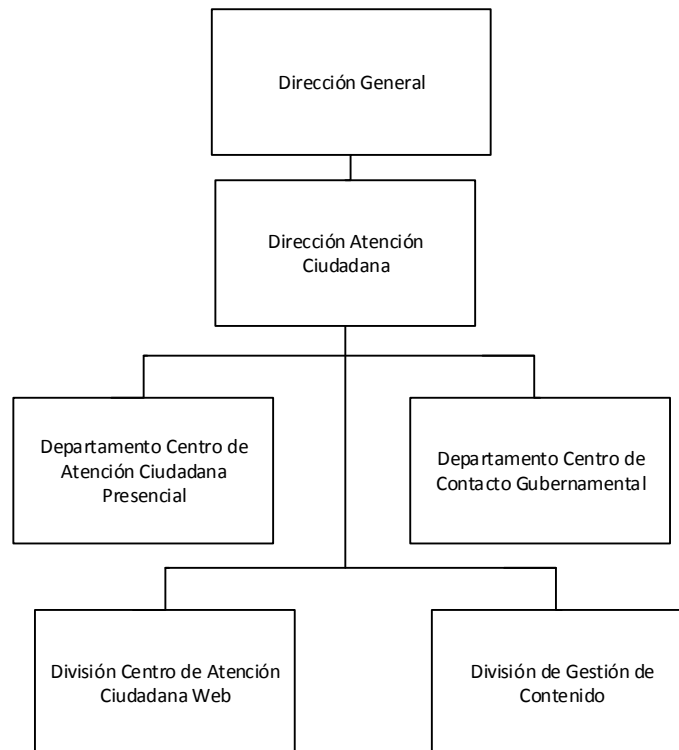 Dirección General
Dirección Atención
Ciudadana
Departamento Centro de
Atención Ciudadana
Presencial
Departamento Centro de
Contacto Gubernamental
División Centro de Atención
Ciudadana Web
División de Gestión de
Contenido